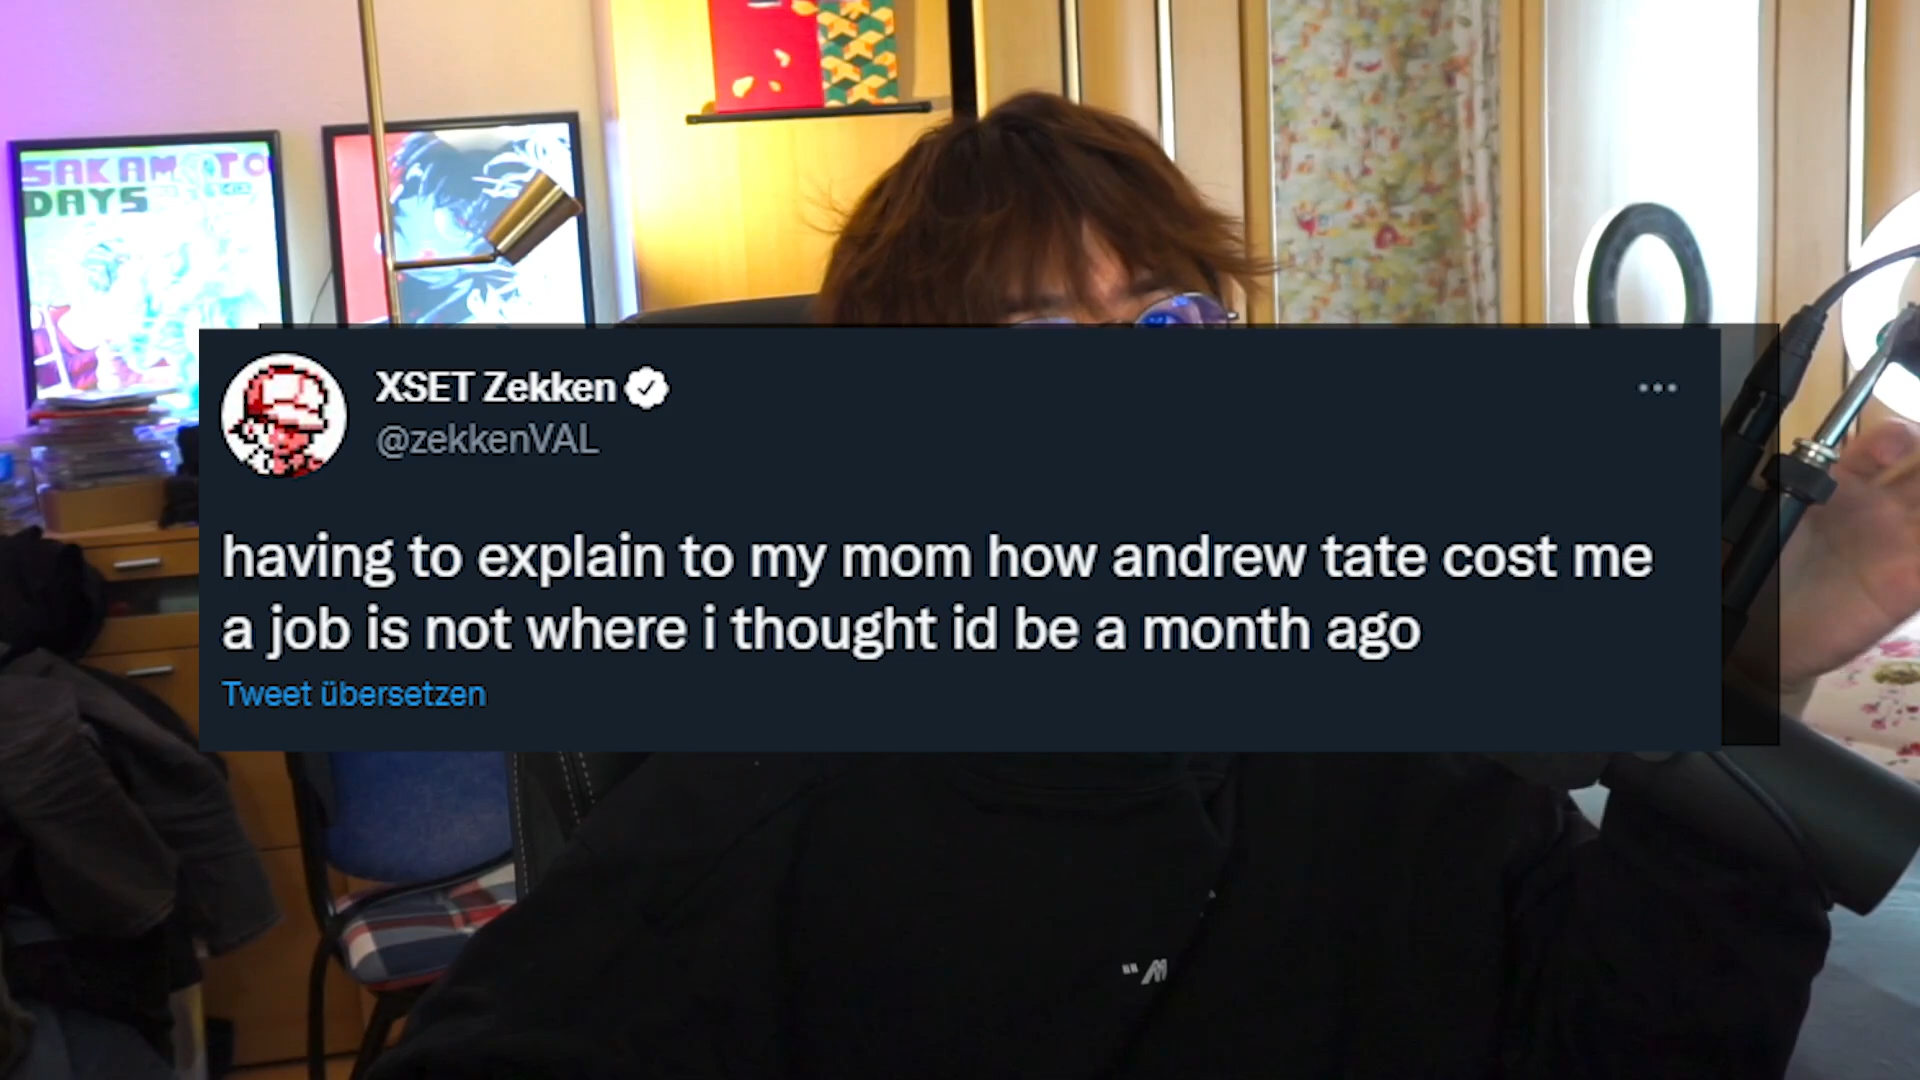 SAKAMOTO
DAYS
XSET Zekken
@zekkenVAL
having to explain to my mom how andrew tate cost me
a job is not where i thought id be a month ago
Tweet übersetzen